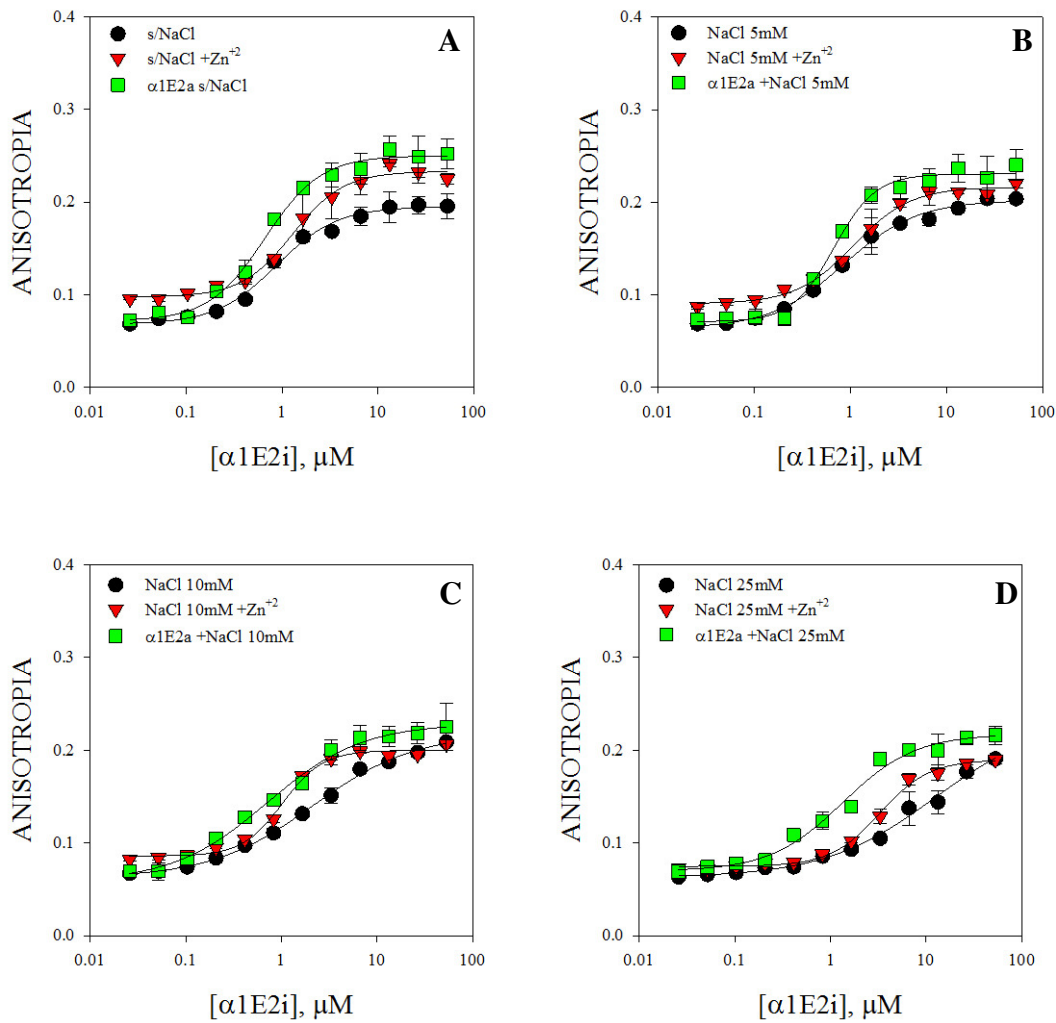 s/NaCl
s/NaCl +Zn+2
α1E2a s/NaCl
A
ANISOTROPIA
0.4
0.3
0.2
0.1
0.0
0.01
0.1
1
10
100
[α1E2i], μM
NaCl 5mM
NaCl 5mM +Zn+2
α1E2a +NaCl 5mM
B
ANISOTROPIA
0.4
0.3
0.2
0.1
0.0
0.01
0.1
1
10
100
[α1E2i], μM
NaCl 10mM
NaCl 10mM +Zn+2
α1E2a +NaCl 10mM
C
ANISOTROPIA
0.4
0.3
0.2
0.1
0.0
0.01
0.1
1
10
100
[α1E2i], μM
NaCl 25mM
NaCl 25mM +Zn+2
α1E2a +NaCl 25mM
D
ANISOTROPIA
0.4
0.3
0.2
0.1
0.0
0.01
0.1
1
10
100
[α1E2i], μM